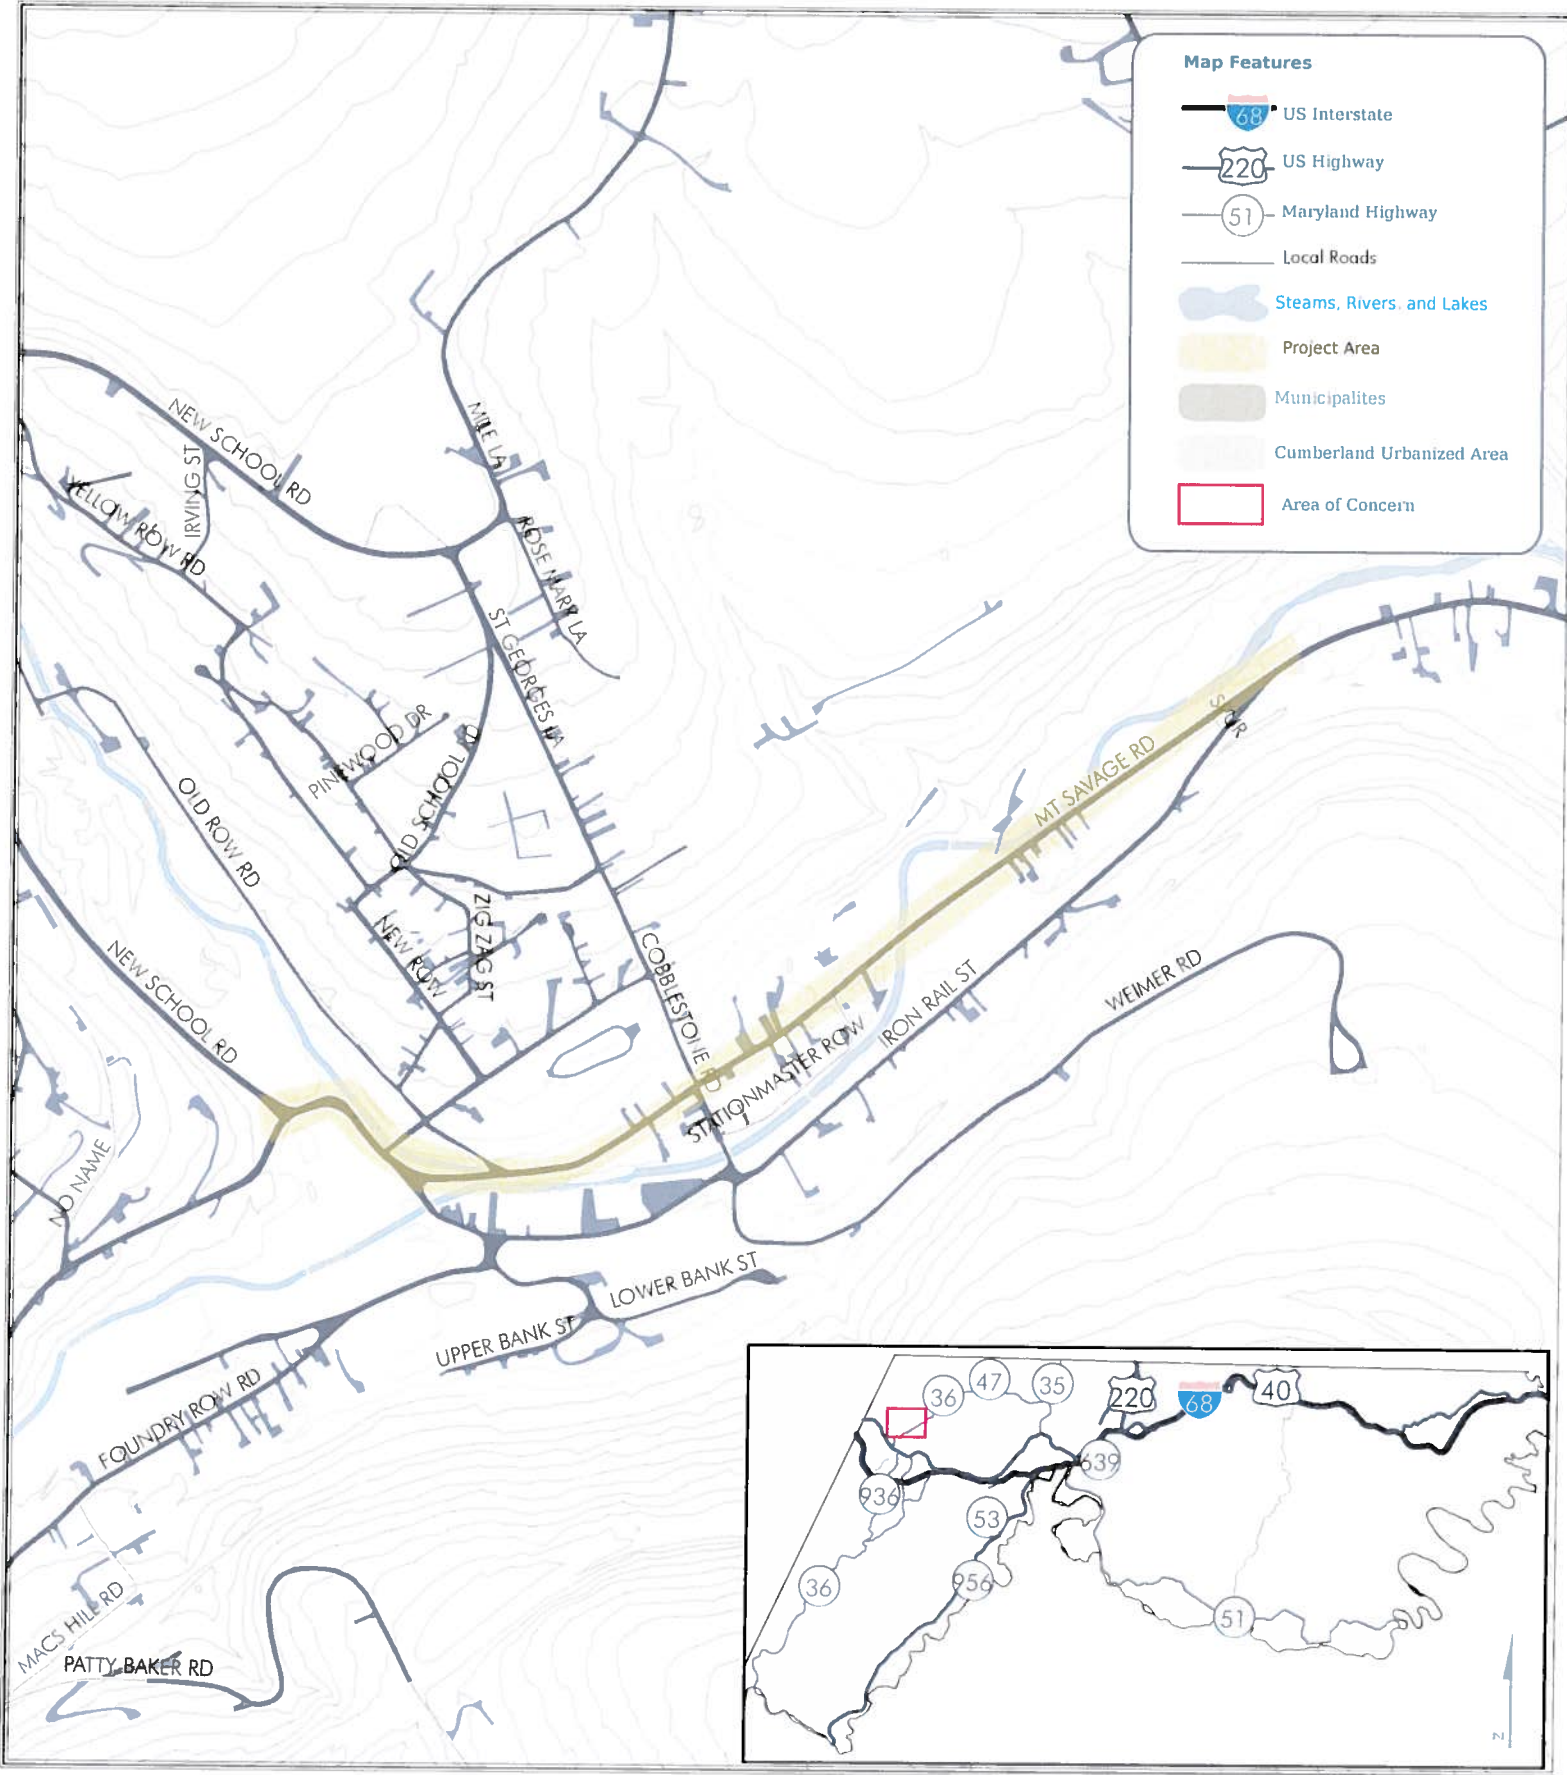 Map Features
68 US Interstate
220 US Highway
51 Maryland Highway
Local Roads
Steams, Rivers. and Lakes
Project Area
Municipalites
Cumberland Urbanized Area
Area of Concern
NEW SCHOOL RD
MILE LA
IRVING ST
YELLOW ROW RD
ROSE MARY LA
ST GEORGES LA
PINEWOOD DR
OLD SCHOOL RD
SPUR
MT SAVAGE RD
OLD ROW RD
ZIG ZAG ST
NEW ROW
COBBLESTONE RD
NEW SCHOOL RD
IRON RAIL ST
WEIMER RD
STATIONMASTER ROW
NO NAME
LOWER BANK ST
UPPER BANK ST
FOUNDRY ROW RD
MACS HILL RD
PATTY BAKER RD
36
47
35
220
68
40
639
936
53
956
36
51
N